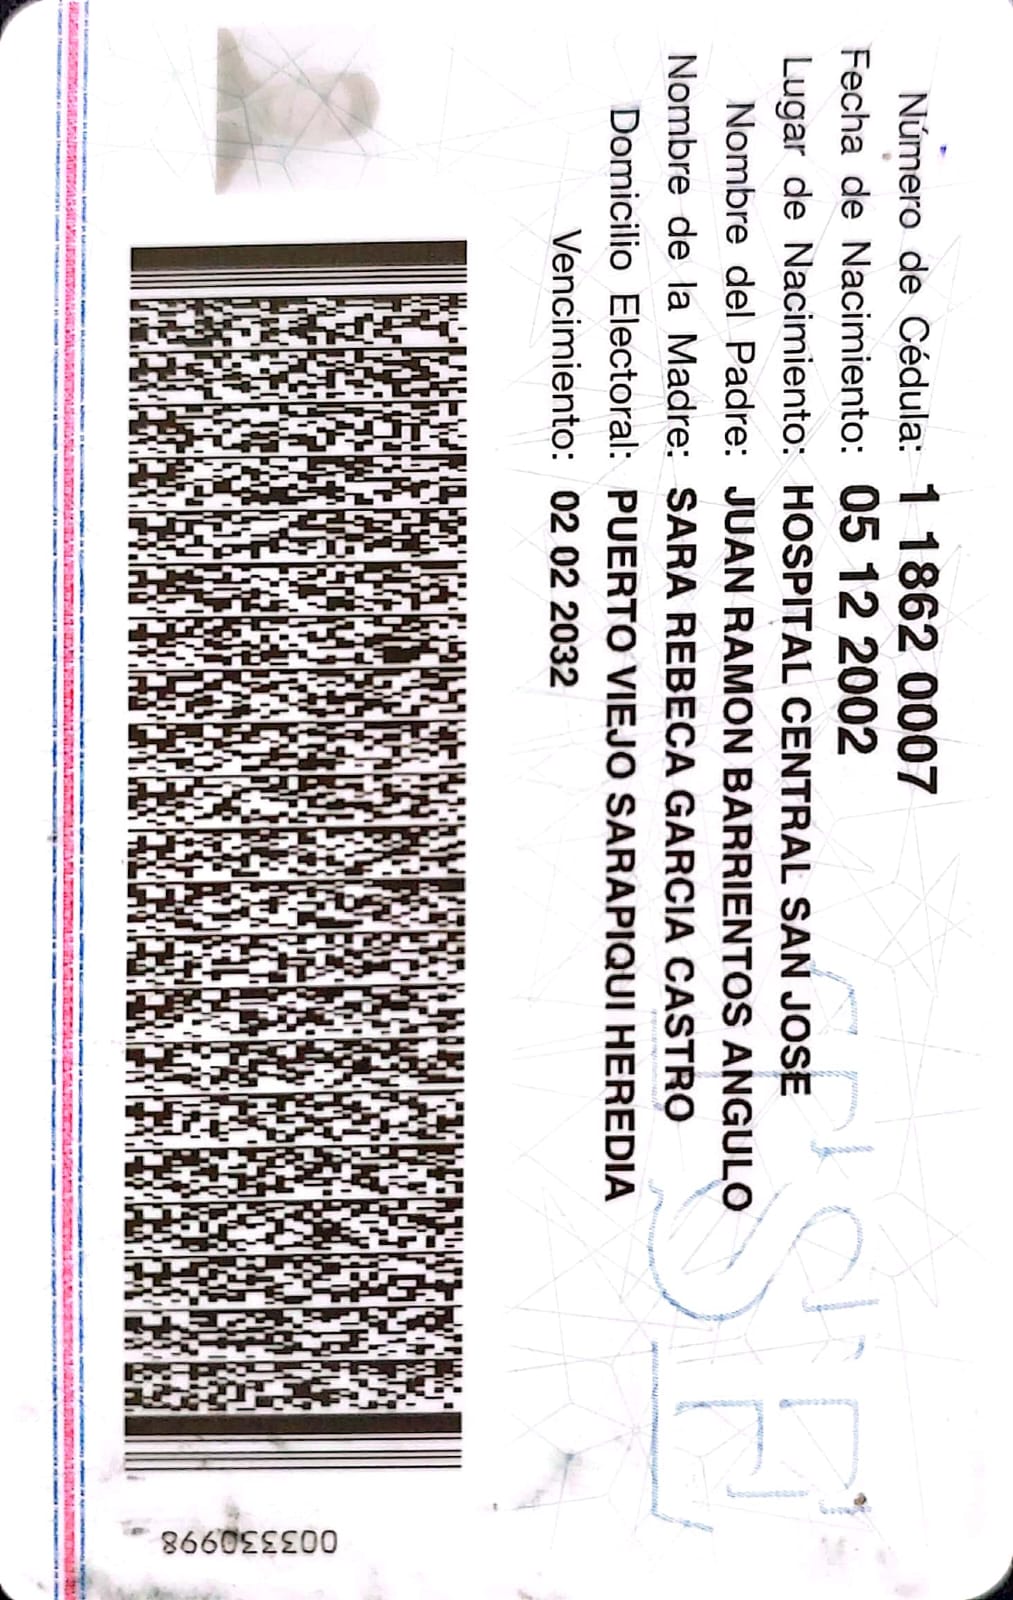 Número de Cédula: 1 1862 0007
Fecha de Nacimiento: 05 12 2002
Lugar de Nacimiento: HOSPITAL CENTRAL SAN JOSE
Nombre del Padre: JUAN RAMON BARRIENTOS ANGULO
Nombre de la Madre: SARA REBECA GARCIA CASTRO
Domicilio Electoral: PUERTO VIEJO SARAPIQUI HEREDIA
Vencimiento: 02 02 2032
003330998